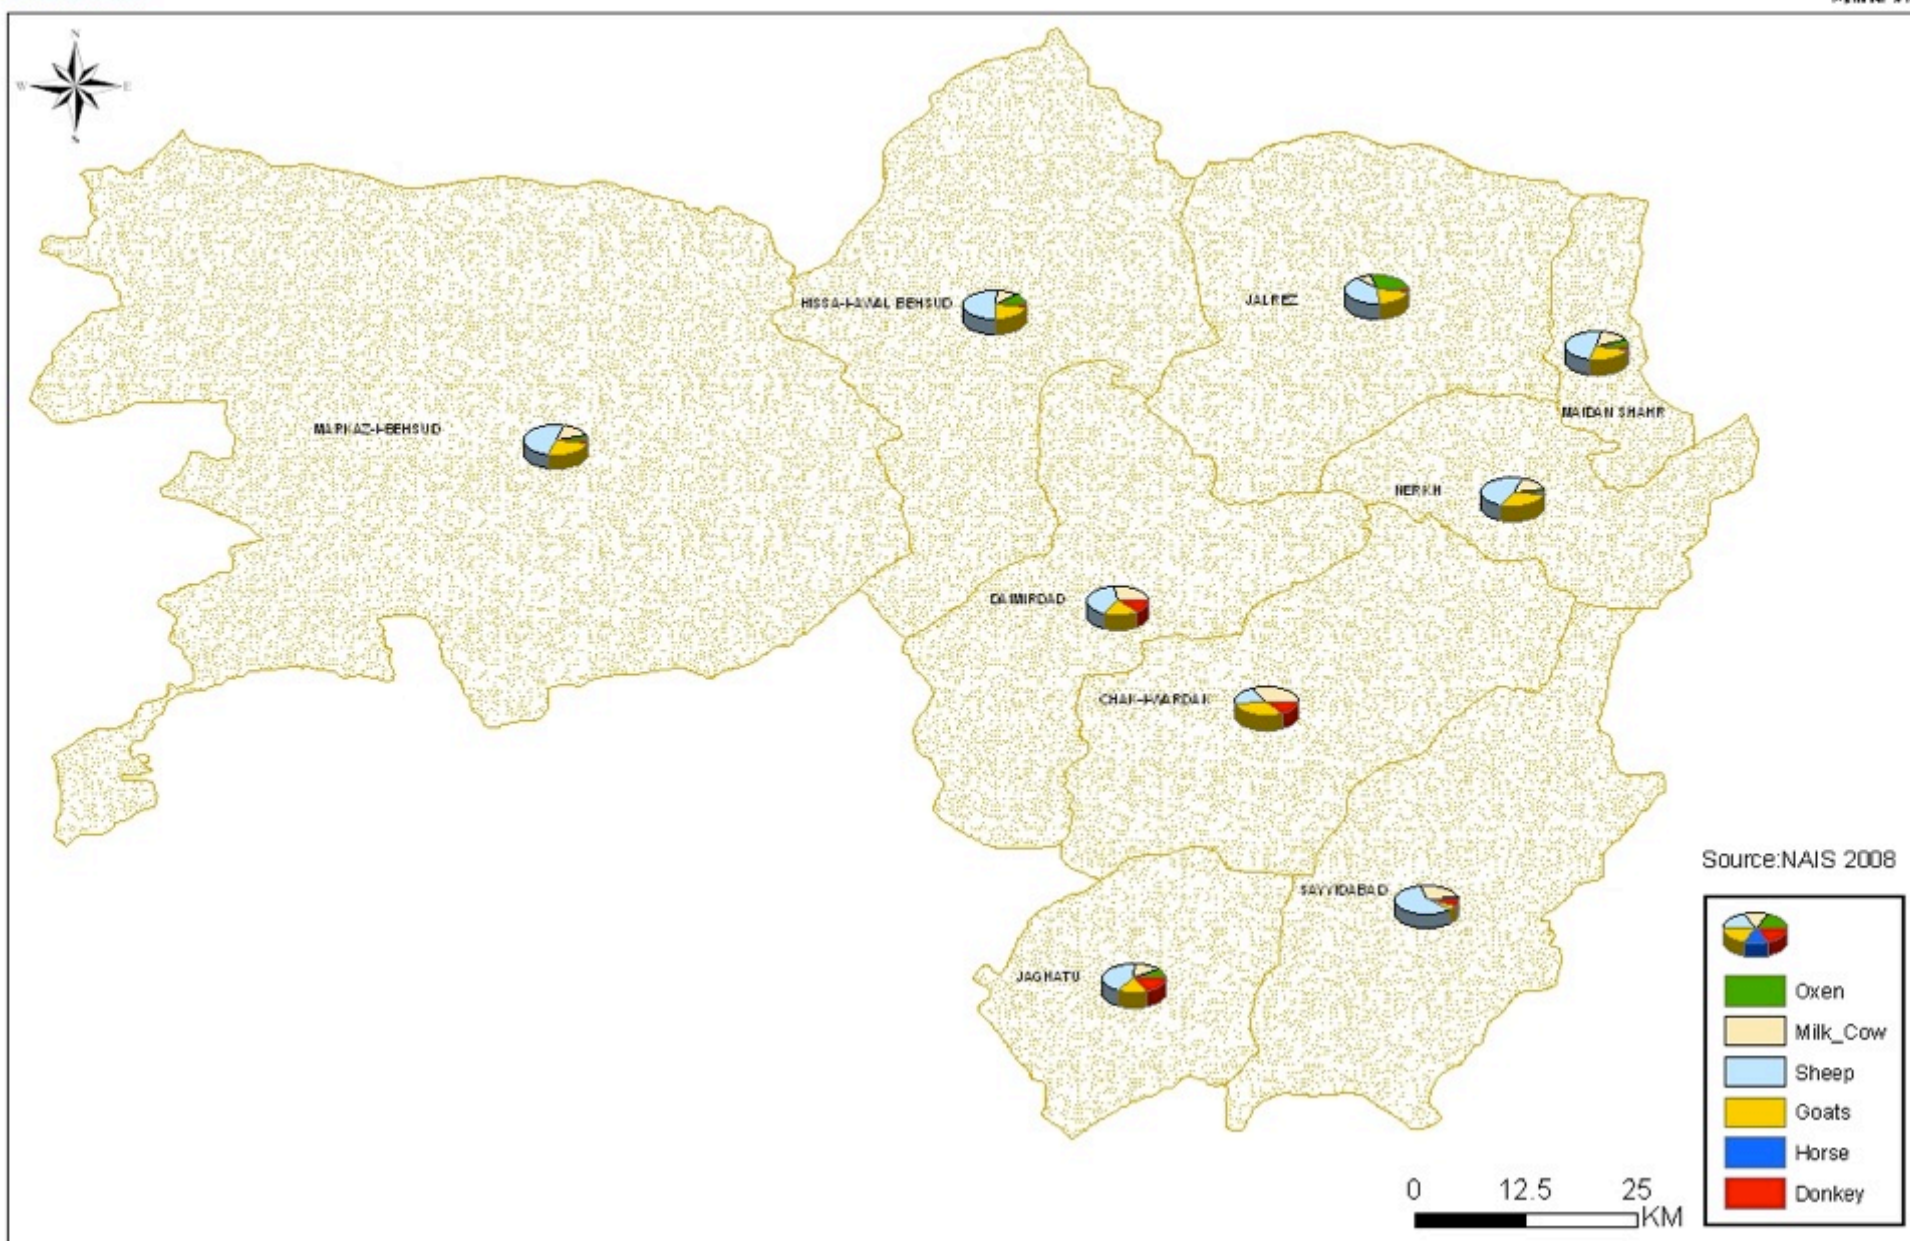 N
W E
S
HISSA-I-AWAL BEHSUD
JALREZ
MAIDAN SHAHR
MARKAZ-I-BEHSUD
NERKH
DAIMIRDAD
CHAK-I-WARDAK
SAYYIDABAD
JAGHATU
Source:NAIS 2008
Oxen
Milk_Cow
Sheep
Goats
Horse
Donkey
0 12.5 25
KM